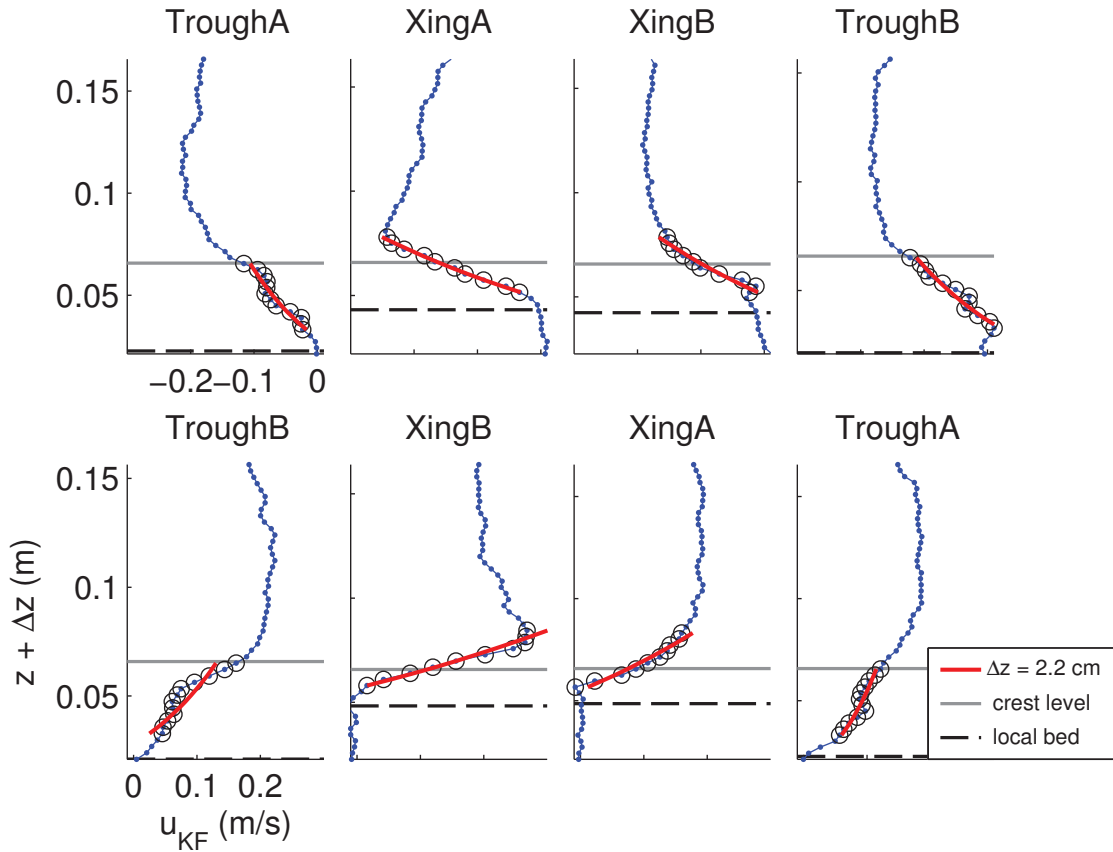 TroughA XingA XingB TroughB
0.15
0.1
0.05
−0.2−0.1 0
TroughB XingB XingA TroughA
0.15
0.1
0.05
z + Δz (m)
0 0.1 0.2
u_KF (m/s)
Δz = 2.2 cm
crest level
local bed